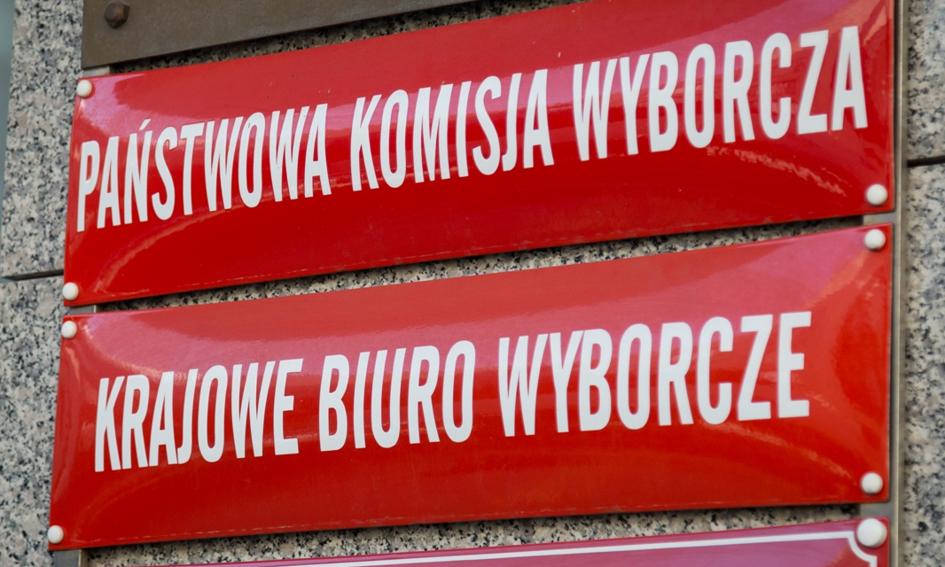 PAŃSTWOWA KOMISJA WYBORCZA
KRAJOWE BIURO WYBORCZE